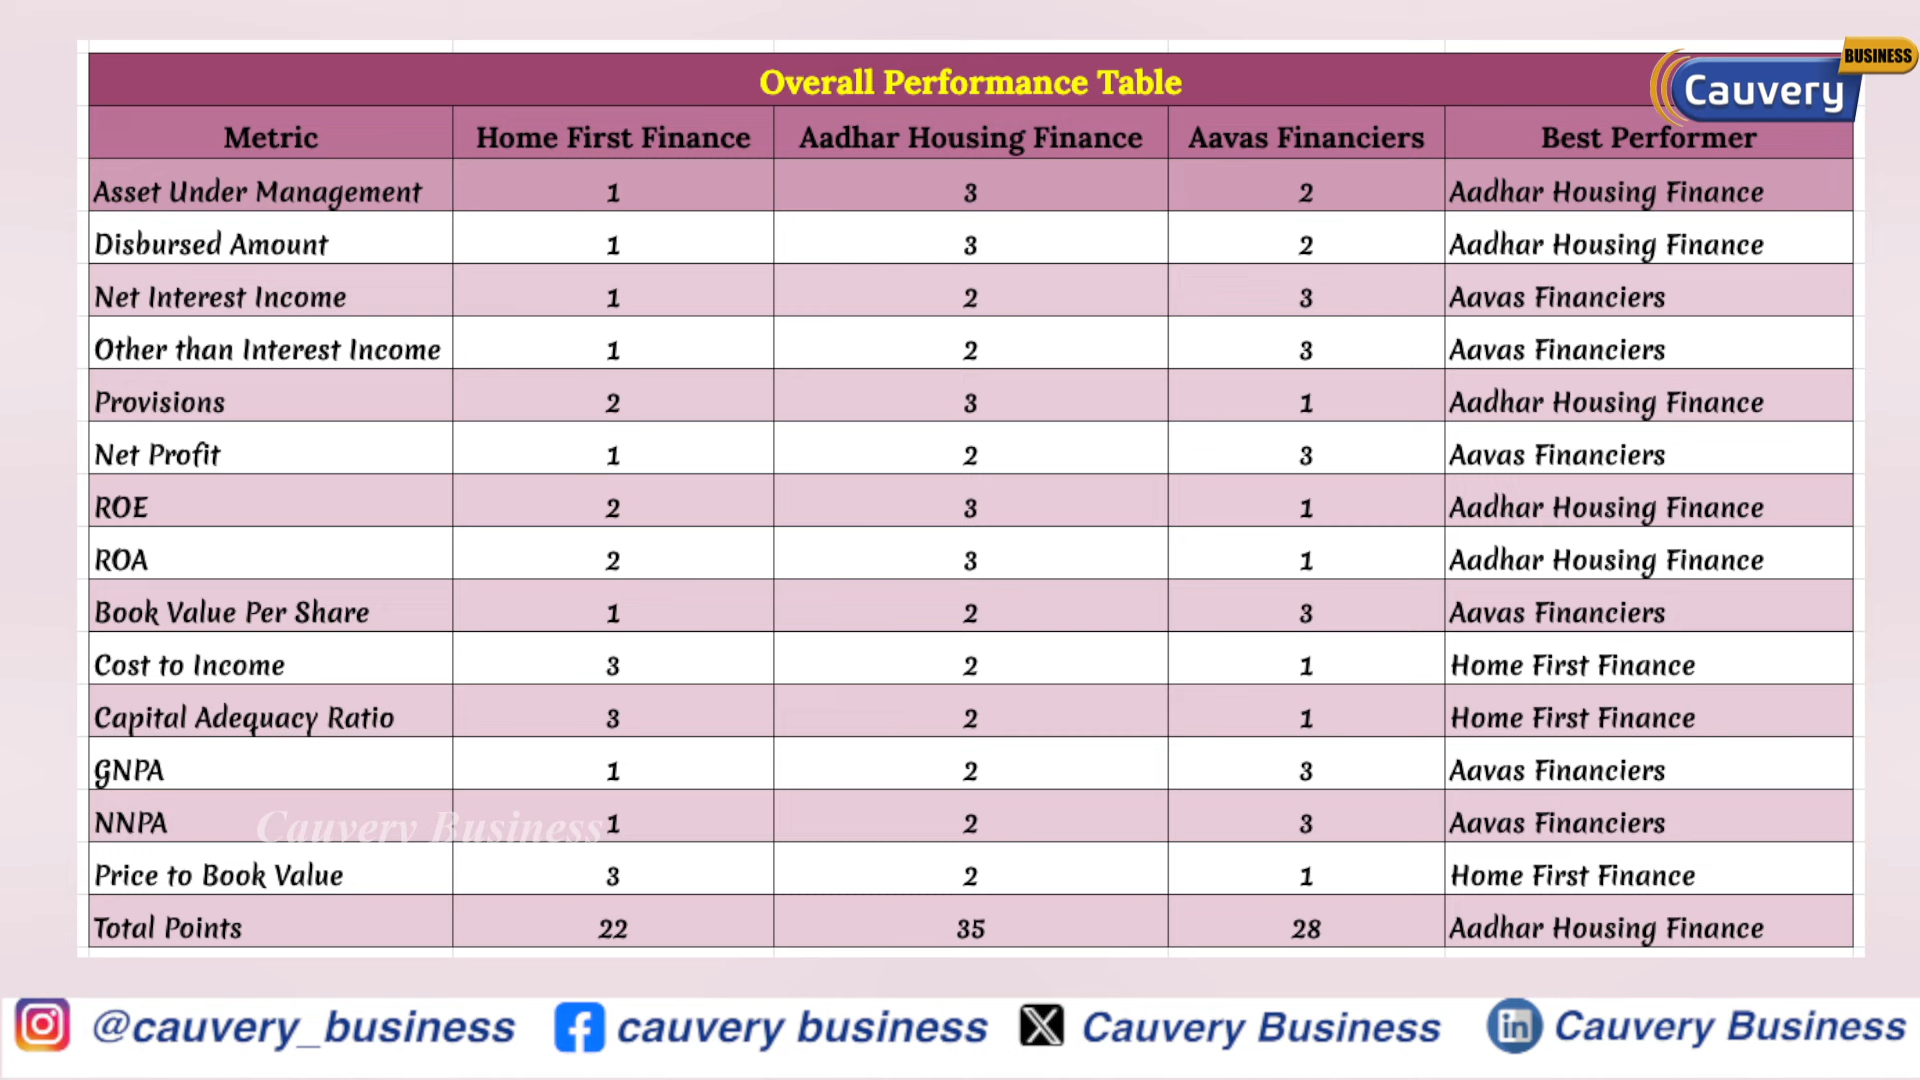 BUSINESS
Cauvery
Overall Performance Table
Metric Home First Finance Aadhar Housing Finance Aavas Financiers Best Performer
Asset Under Management 1 3 2 Aadhar Housing Finance
Disbursed Amount 1 3 2 Aadhar Housing Finance
Net Interest Income 1 2 3 Aavas Financiers
Other than Interest Income 1 2 3 Aavas Financiers
Provisions 2 3 1 Aadhar Housing Finance
Net Profit 1 2 3 Aavas Financiers
ROE 2 3 1 Aadhar Housing Finance
ROA 2 3 1 Aadhar Housing Finance
Book Value Per Share 1 2 3 Aavas Financiers
Cost to Income 3 2 1 Home First Finance
Capital Adequacy Ratio 3 2 1 Home First Finance
GNPA 1 2 3 Aavas Financiers
NNPA 1 2 3 Aavas Financiers
Cauvery Business
Price to Book Value 3 2 1 Home First Finance
Total Points 22 35 28 Aadhar Housing Finance
@cauvery_business cauvery business Cauvery Business Cauvery Business